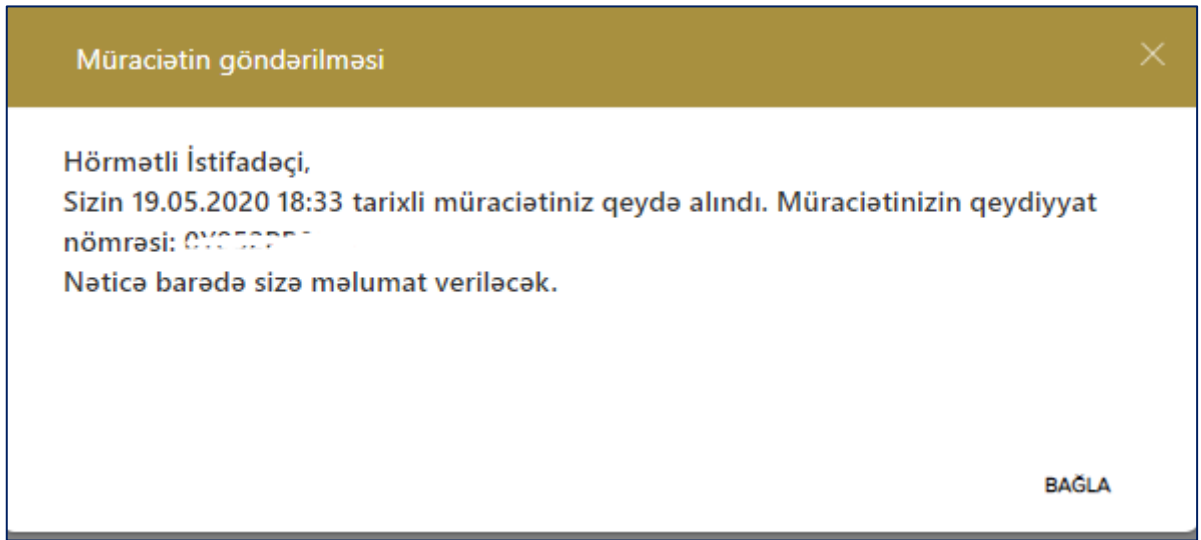 Müraciətin göndərilməsi
Hörmətli İstifadəçi,
Sizin 19.05.2020 18:33 tarixli müraciətiniz qeydə alındı. Müraciətinizin qeydiyyat
nömrəsi:
Nəticə barədə sizə məlumat veriləcək.
BAĞLA